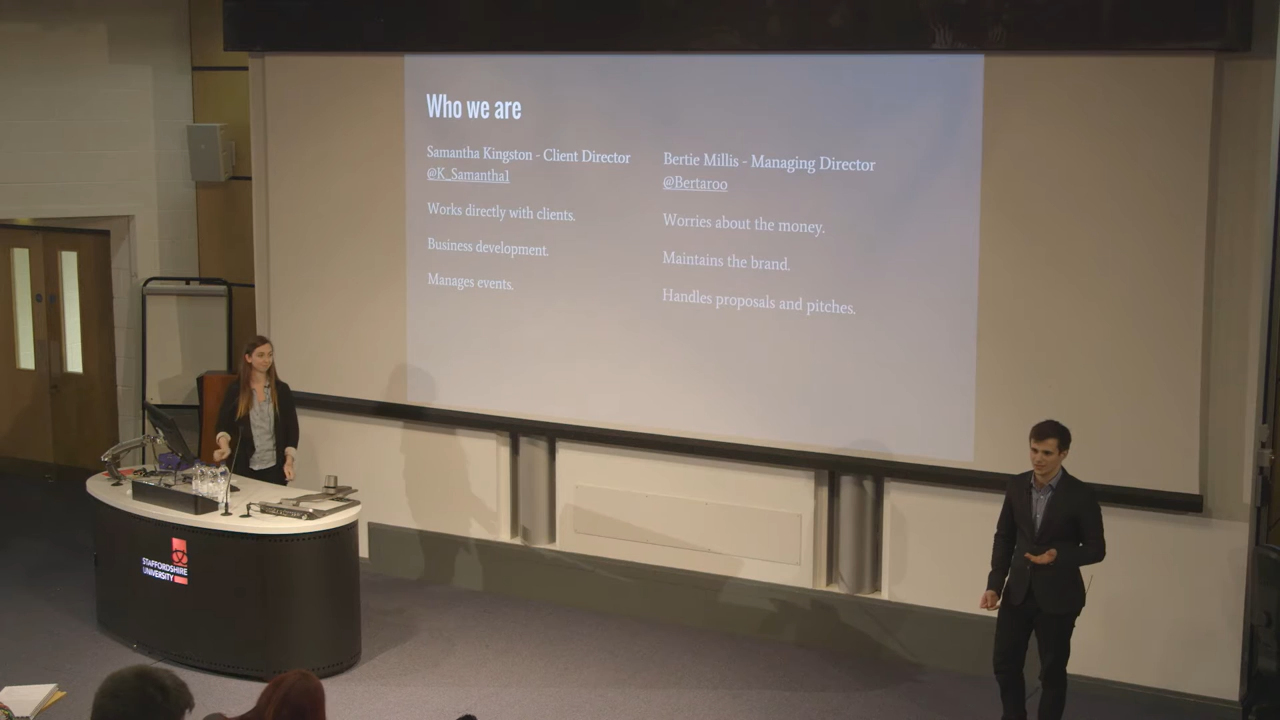 Who we are
Samantha Kingston - Client Director
@K_Samantha1
Works directly with clients.
Business development.
Manages events.
Bertie Millis - Managing Director
@Bertaroo
Worries about the money.
Maintains the brand.
Handles proposals and pitches.
STAFFORDSHIRE
UNIVERSITY